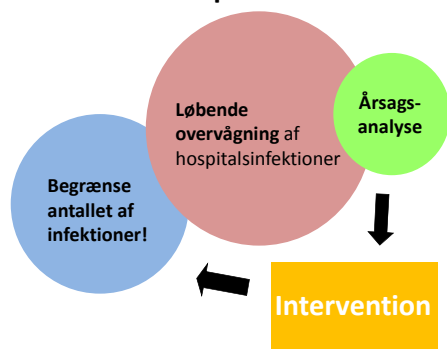 Løbende
overvågning af
hospitalsinfektioner
Årsags-
analyse
Begrænse
antallet af
infektioner!
Intervention